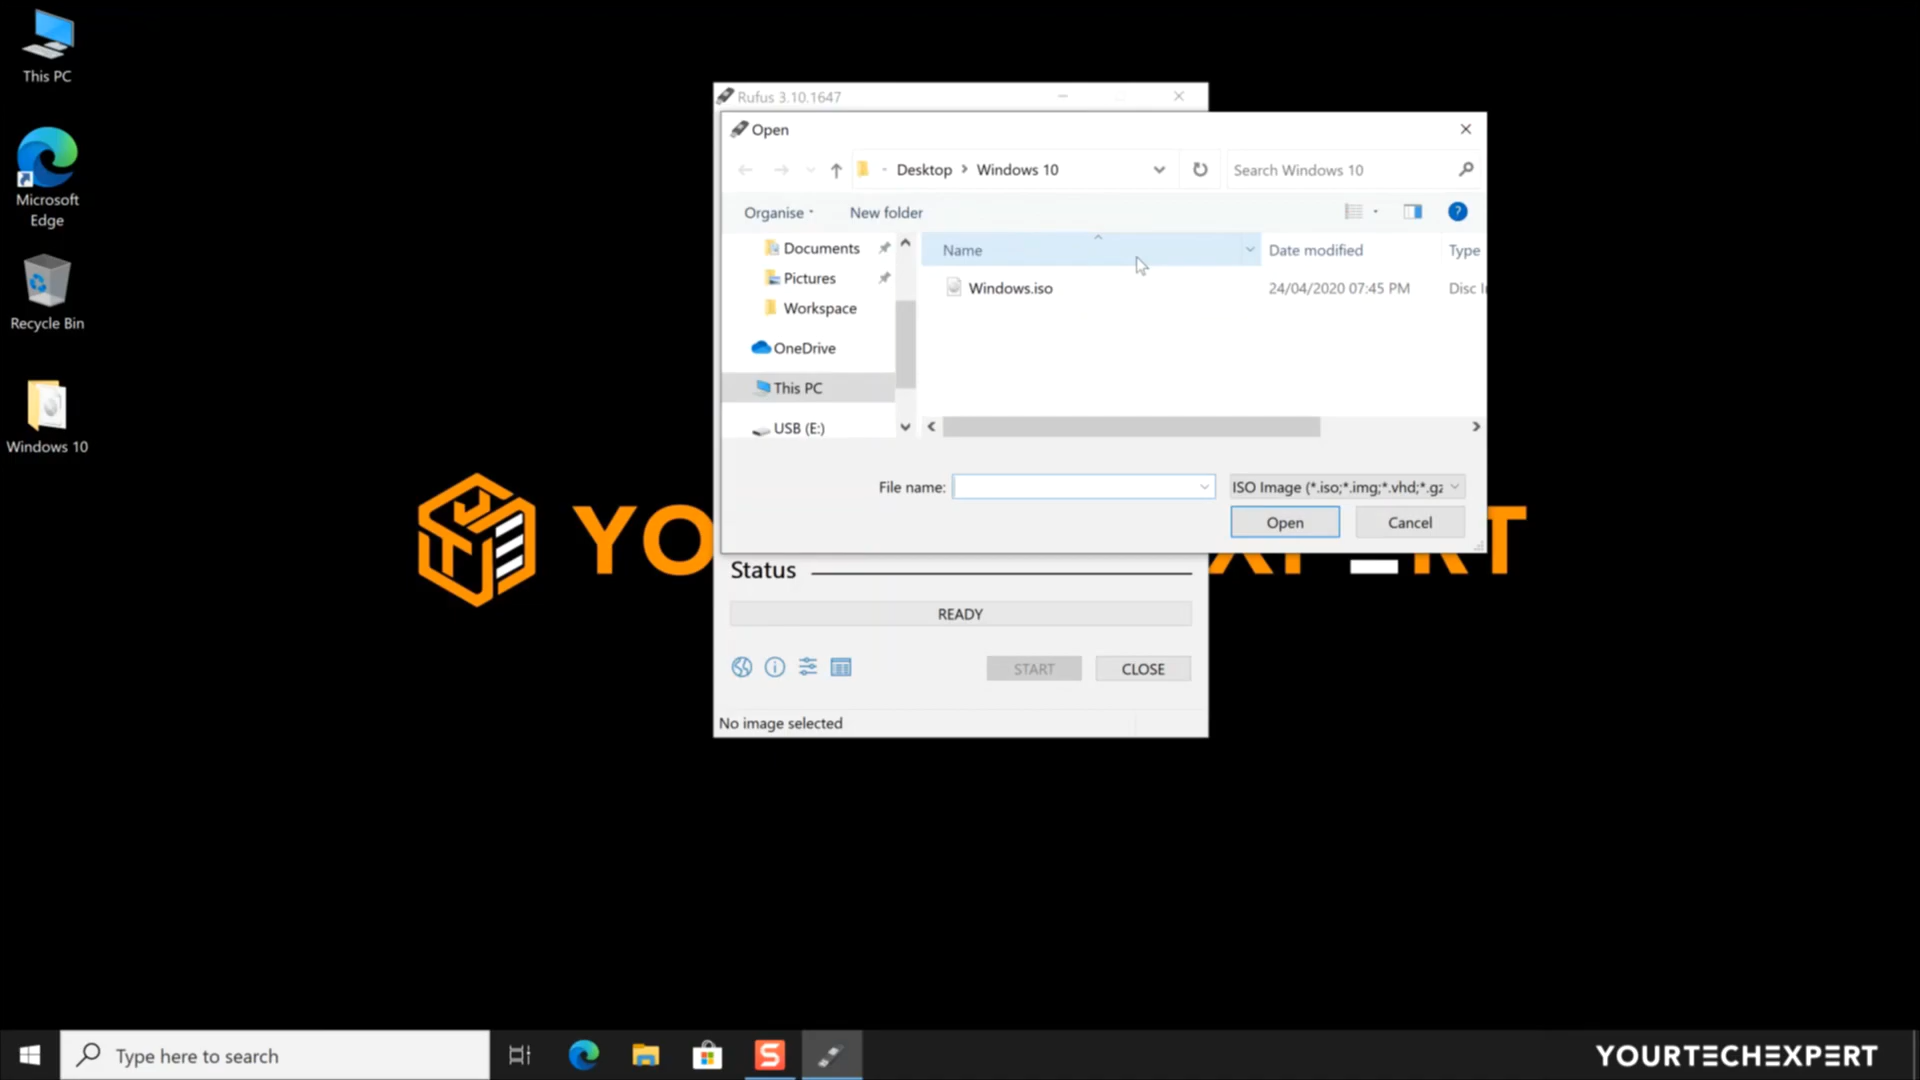 This PC
Microsoft
Edge
Recycle Bin
Windows 10
Rufus 3.10.1647
Open
Desktop
Windows 10
Search Windows 10
Organise
New folder
Documents
Pictures
Workspace
OneDrive
This PC
USB (E:)
Name
Date modified
Type
Windows.iso
24/04/2020 07:45 PM
Disc I
File name:
ISO Image (*.iso;*.img;*.vhd;*.gz
Open
Cancel
YO
XPERT
Status
READY
START
CLOSE
No image selected
Type here to search
YOURTECHEXPERT